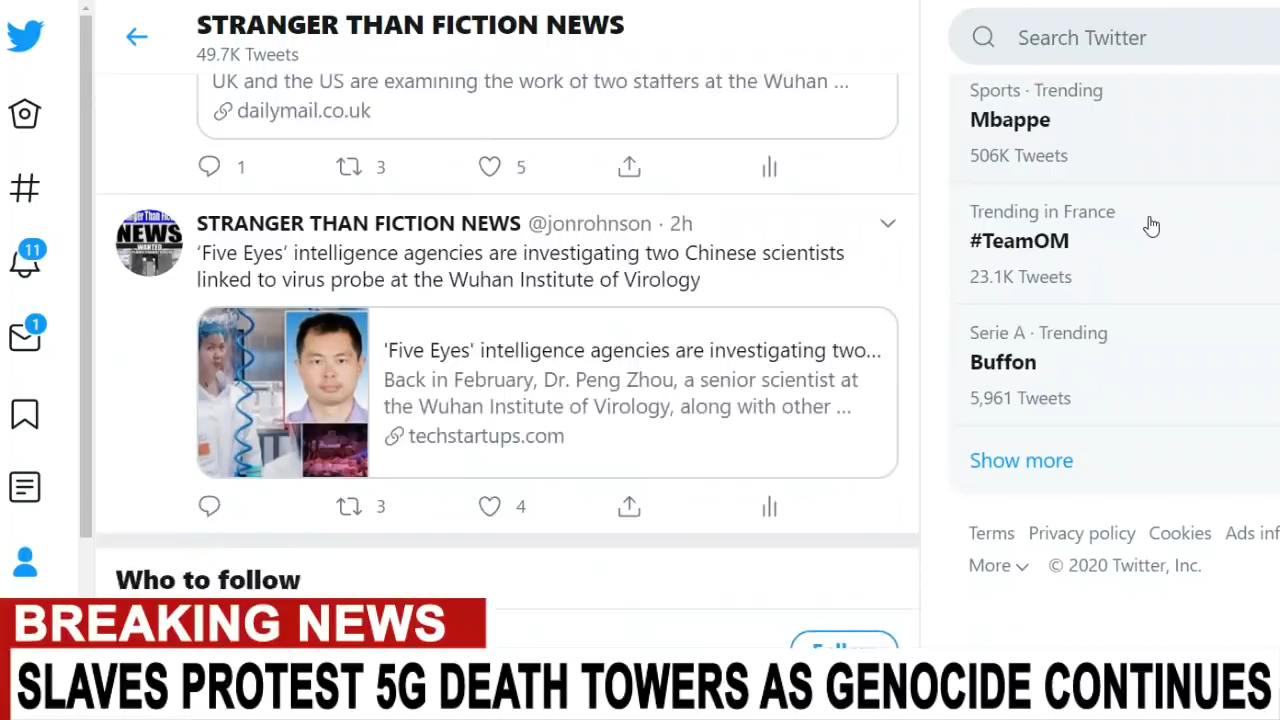 STRANGER THAN FICTION NEWS
49.7K Tweets
UK and the US are examining the work of two staffers at the Wuhan ...
dailymail.co.uk
1
3
5
STRANGER THAN FICTION NEWS @jonrohnson · 2h
‘Five Eyes’ intelligence agencies are investigating two Chinese scientists
linked to virus probe at the Wuhan Institute of Virology
NEWS
WANTED
'Five Eyes' intelligence agencies are investigating two...
Back in February, Dr. Peng Zhou, a senior scientist at
the Wuhan Institute of Virology, along with other ...
techstartups.com
3
4
Who to follow
Follow
Search Twitter
Sports · Trending
Mbappe
506K Tweets
Trending in France
#TeamOM
23.1K Tweets
Serie A · Trending
Buffon
5,961 Tweets
Show more
Terms Privacy policy Cookies Ads inf
More © 2020 Twitter, Inc.
11
1
BREAKING NEWS
SLAVES PROTEST 5G DEATH TOWERS AS GENOCIDE CONTINUES